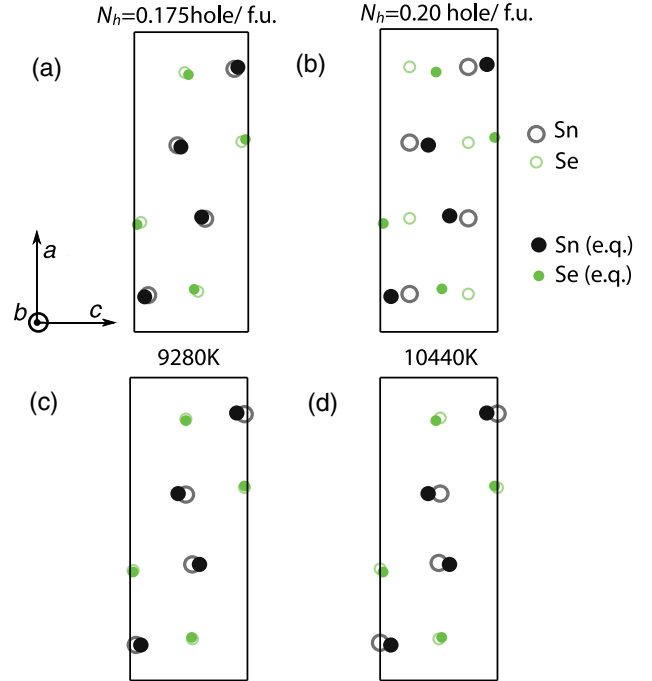 N_h=0.175hole/ f.u. N_h=0.20 hole/ f.u.
(a) (b)
Sn
Se
Sn (e.q.)
Se (e.q.)
a
b c
9280K 10440K
(c) (d)